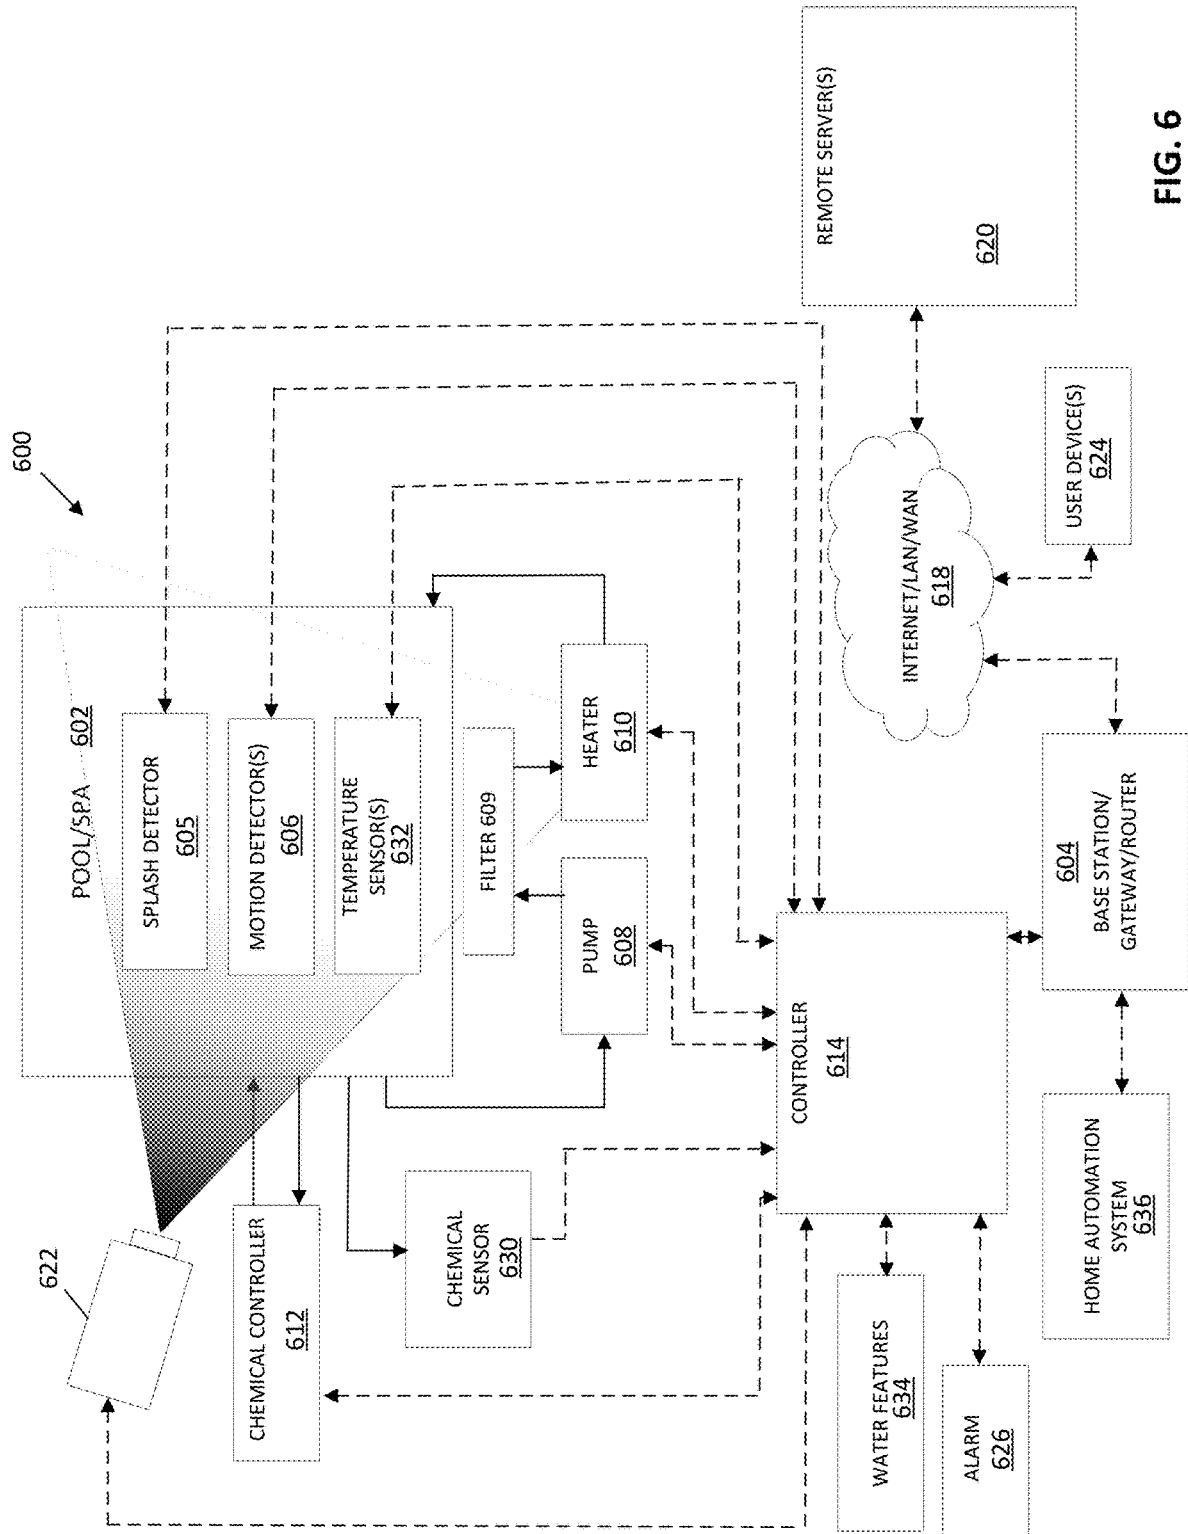 600
622
POOL/SPA 602
SPLASH DETECTOR
605
MOTION DETECTOR(S)
606
TEMPERATURE
SENSOR(S)
632
CHEMICAL CONTROLLER
612
CHEMICAL
SENSOR
630
FILTER 609
PUMP
608
HEATER
610
CONTROLLER
614
WATER FEATURES
634
ALARM
626
HOME AUTOMATION
SYSTEM
636
604
BASE STATION/
GATEWAY/ROUTER
INTERNET/LAN/WAN
618
USER DEVICE(S)
624
REMOTE SERVER(S)
620
FIG. 6